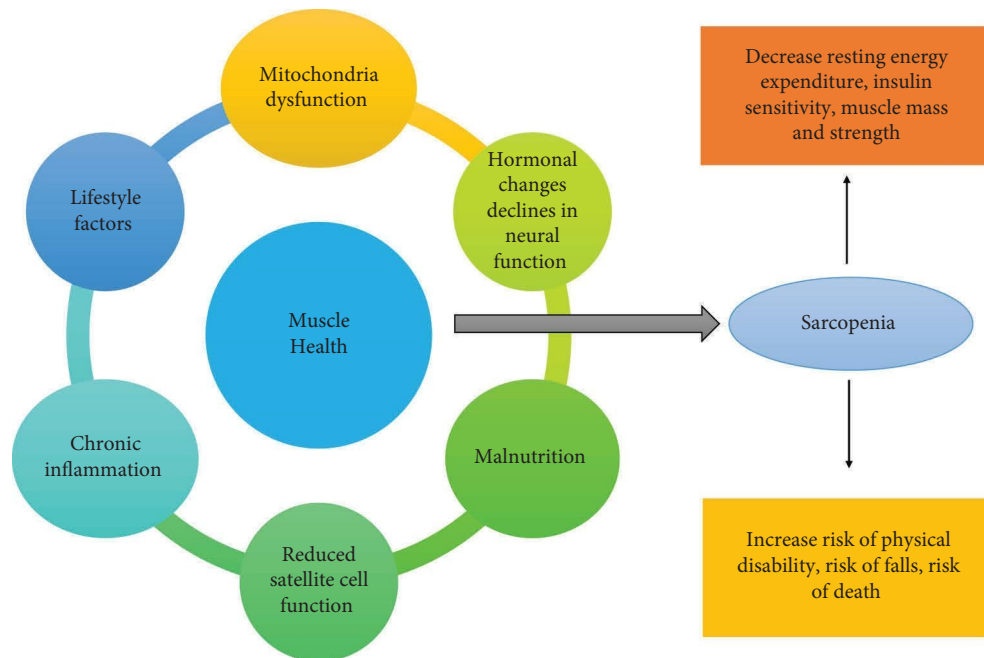 Mitochondria
dysfunction
Hormonal
changes
declines in
neural
function
Malnutrition
Reduced
satellite cell
function
Chronic
inflammation
Lifestyle
factors
Muscle
Health
Decrease resting energy
expenditure, insulin
sensitivity, muscle mass
and strength
Sarcopenia
Increase risk of physical
disability, risk of falls, risk
of death